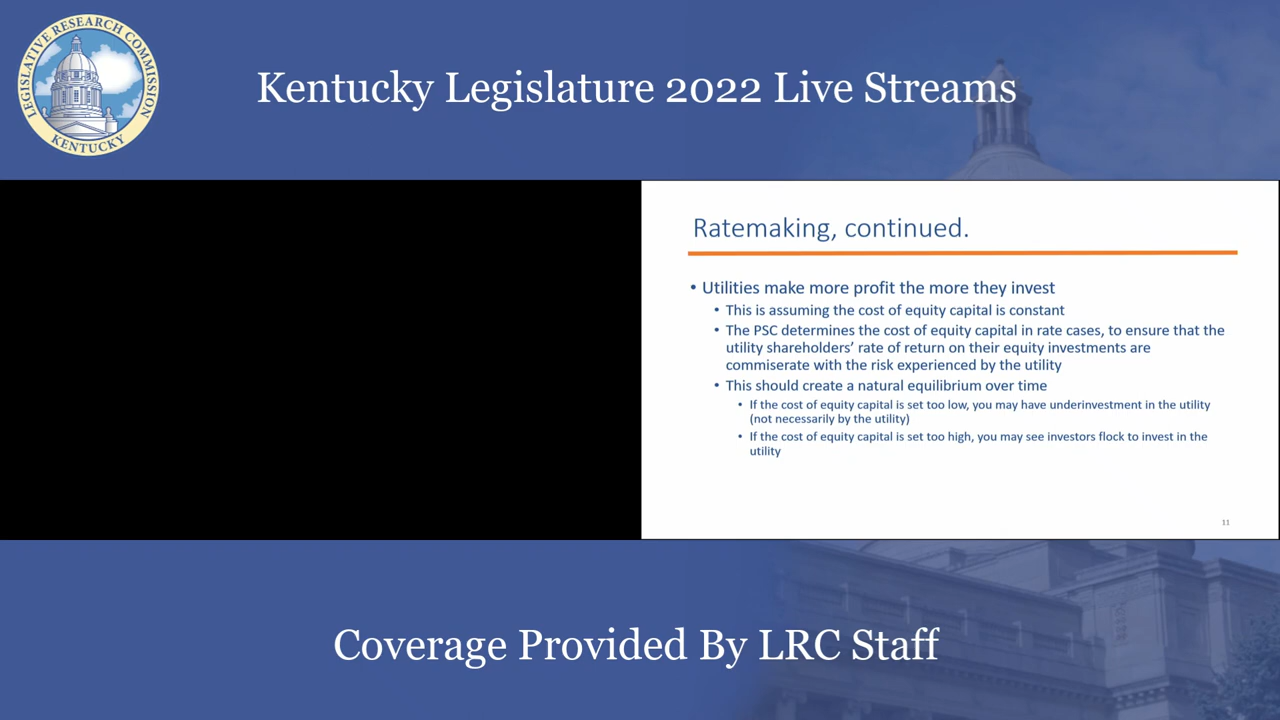 LEGISLATIVE RESEARCH COMMISSION
KENTUCKY
Kentucky Legislature 2022 Live Streams
Ratemaking, continued.
• Utilities make more profit the more they invest
• This is assuming the cost of equity capital is constant
• The PSC determines the cost of equity capital in rate cases, to ensure that the
utility shareholders’ rate of return on their equity investments are
commiserate with the risk experienced by the utility
• This should create a natural equilibrium over time
• If the cost of equity capital is set too low, you may have underinvestment in the utility
(not necessarily by the utility)
• If the cost of equity capital is set too high, you may see investors flock to invest in the
utility
11
Coverage Provided By LRC Staff